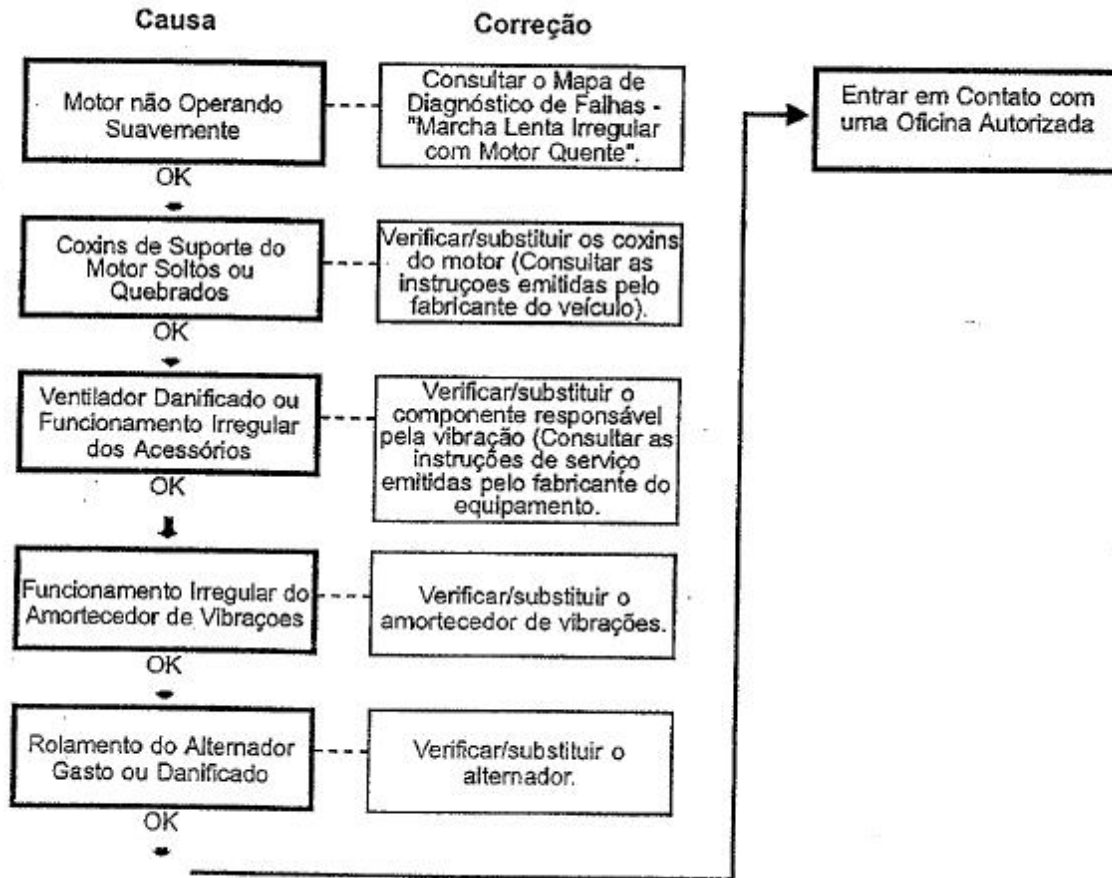 Causa
Correção
Motor não Operando
Suavemente
Consultar o Mapa de
Diagnóstico de Falhas -
"Marcha Lenta Irregular
com Motor Quente".
Entrar em Contato com
uma Oficina Autorizada
OK
Coxins de Suporte do
Motor Soltos ou
Quebrados
Verificar/substituir os coxins
do motor (Consultar as
instruçoes emitidas pelo
fabricante do veículo).
OK
Ventilador Danificado ou
Funcionamento Irregular
dos Acessórios
Verificar/substituir o
componente responsável
pela vibração (Consultar as
instruções de serviço
emitidas pelo fabricante do
equipamento.
OK
Funcionamento Irregular do
Amortecedor de Vibraçoes
Verificar/substituir o
amortecedor de vibrações.
OK
Rolamento do Alternador
Gasto ou Danificado
Verificar/substituir o
alternador.
OK